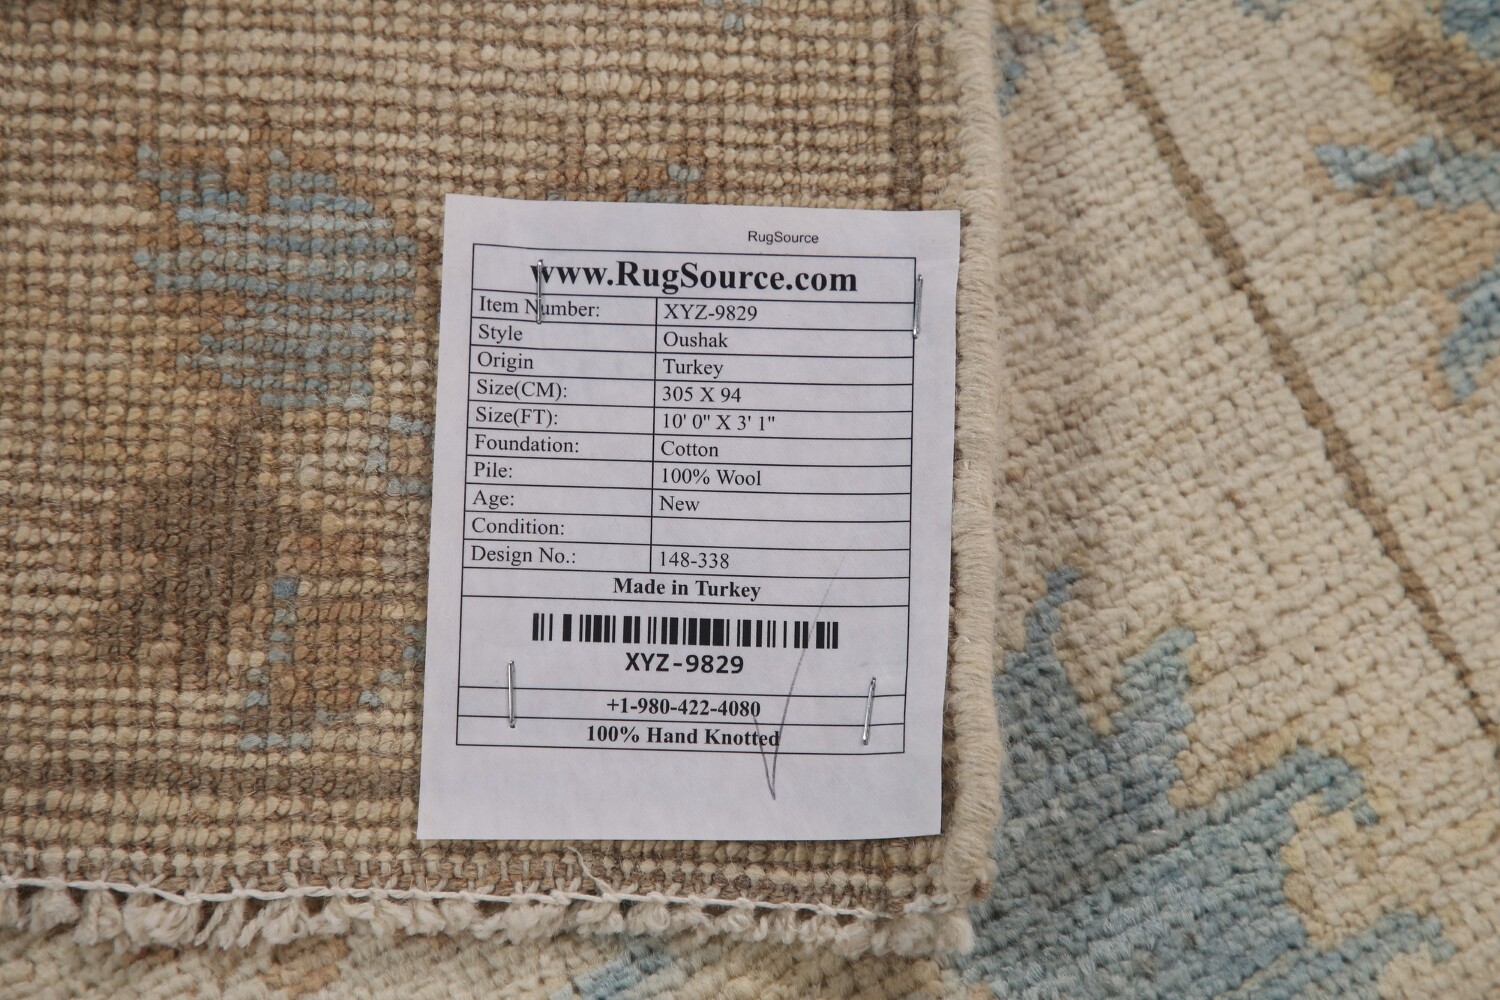 RugSource
www.RugSource.com
Item Number: XYZ-9829
Style Oushak
Origin Turkey
Size(CM): 305 X 94
Size(FT): 10' 0" X 3' 1"
Foundation: Cotton
Pile: 100% Wool
Age: New
Condition:
Design No.: 148-338
Made in Turkey
XYZ-9829
+1-980-422-4080
100% Hand Knotted